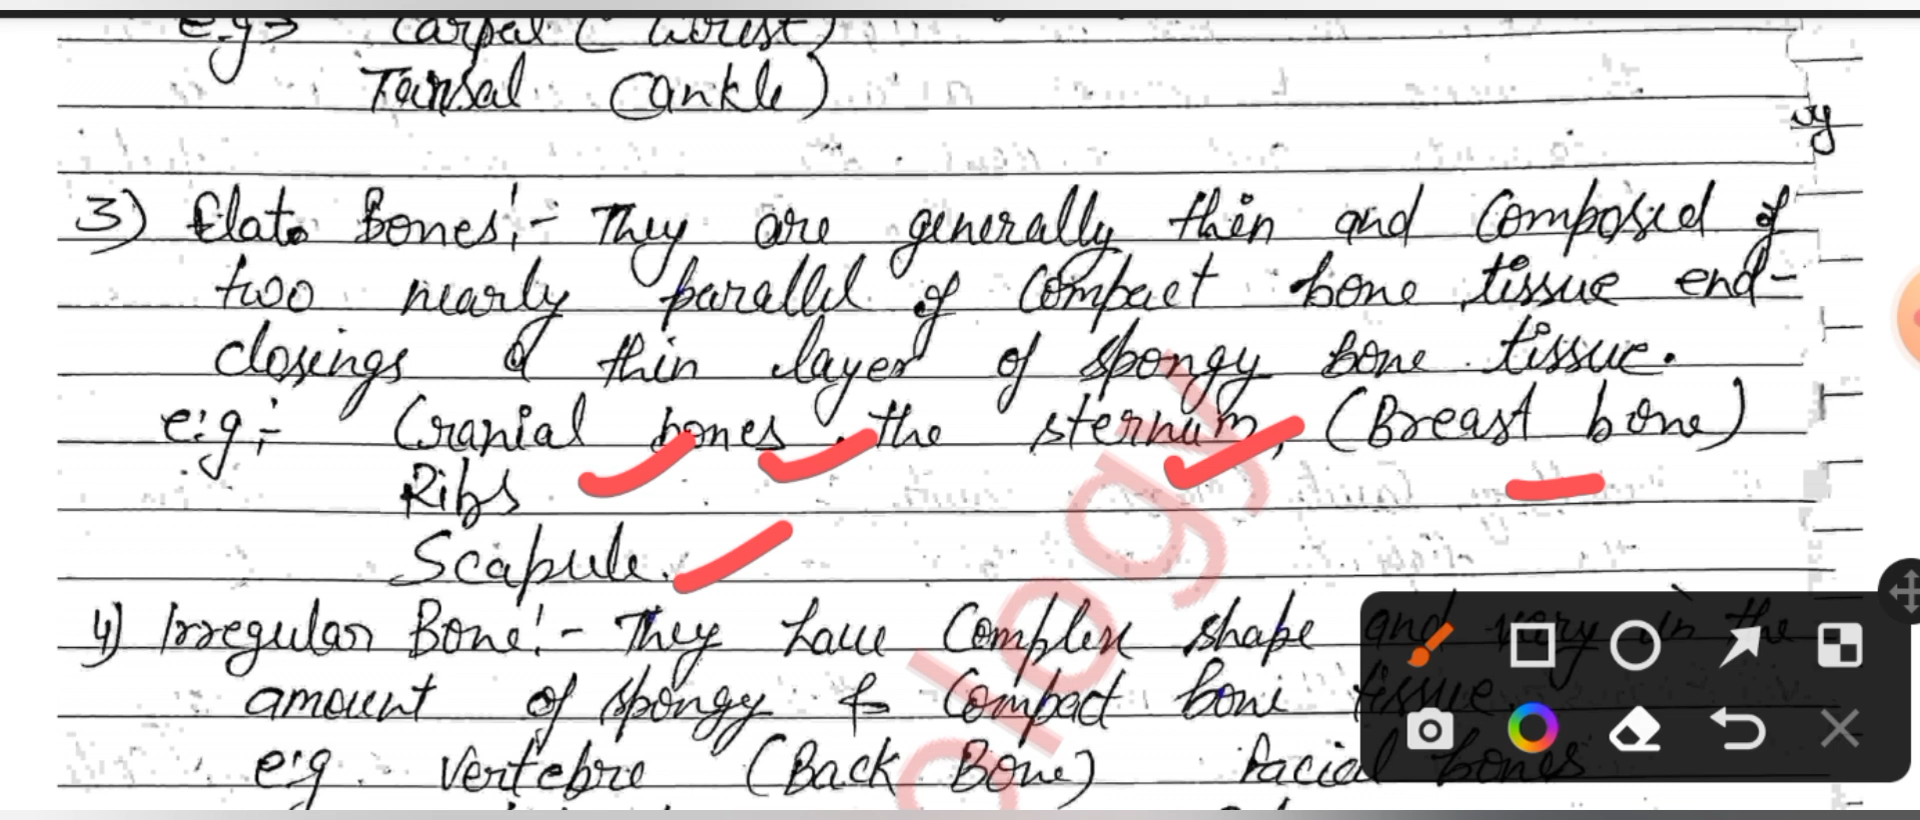 e.g > Carpal (Wrist)
Tarsal (ankle)
3) Flat Bones:- They are generally thin and Composed of
two nearly parallel of Compact bone tissue end-
closings a thin layer of spongy bone tissue.
e.g:- Cranial bones, the sternum, (Breast bone)
Ribs
Scapule.
4) Irregular Bone:- They have Complex shape and vary in the
amount of spongy & Compact bone tissue.
e.g. Vertebre (Back Bone) Facial bones